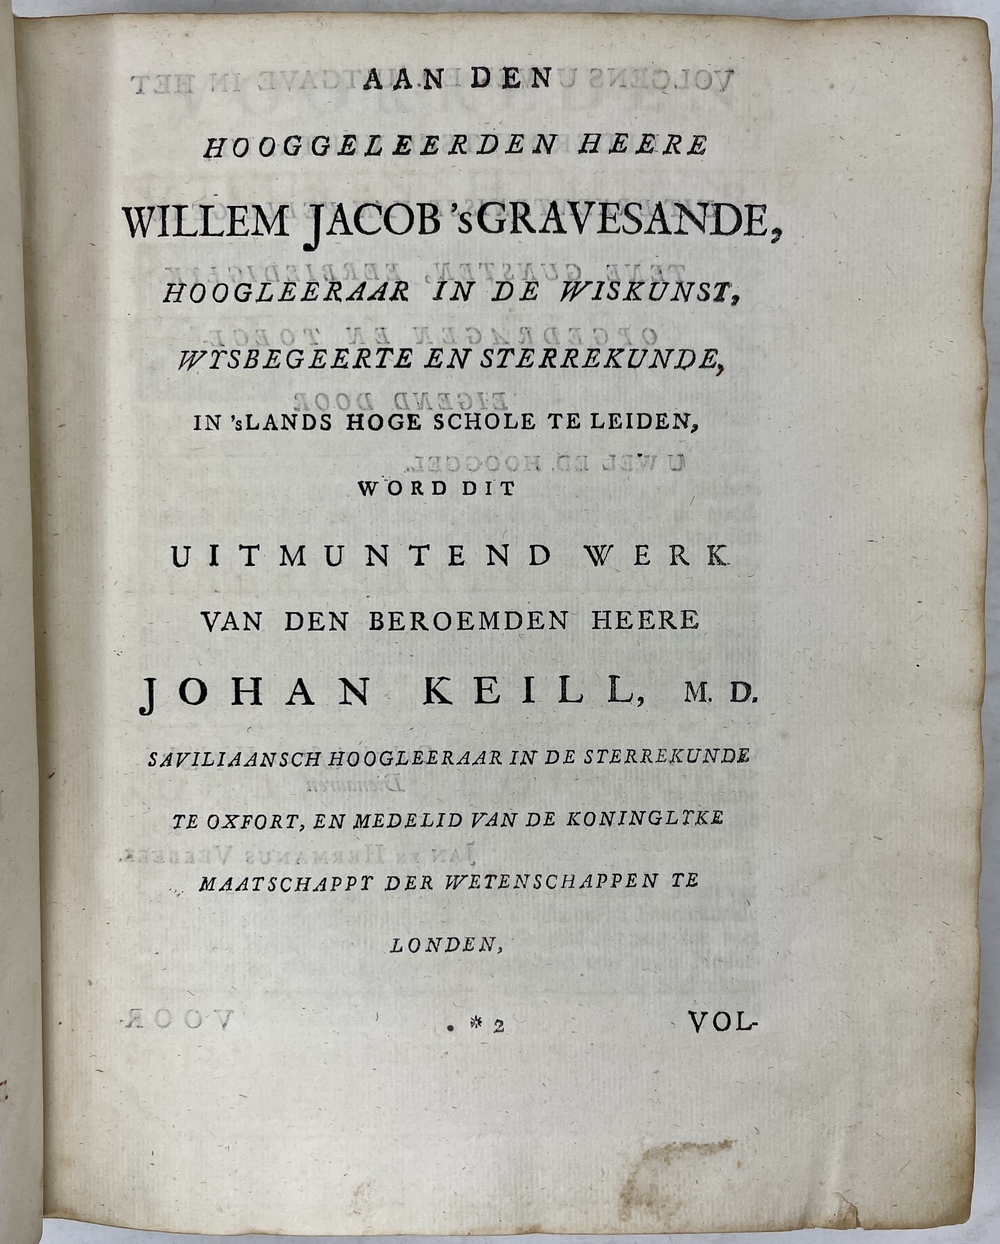 AAN DEN
HOOGGELEERDEN HEERE
WILLEM JACOB 'sGRAVESANDE,
HOOGLEERAAR IN DE WISKUNST,
WYSBEGEERTE EN STERREKUNDE,
IN 'sLANDS HOGE SCHOLE TE LEIDEN,
WORD DIT
UITMUNTEND WERK
VAN DEN BEROEMDEN HEERE
JOHAN KEILL, M. D.
SAVILIAANSCH HOOGLEERAAR IN DE STERREKUNDE
TE OXFORT, EN MEDELID VAN DE KONINGLYKE
MAATSCHAPPY DER WETENSCHAPPEN TE
LONDEN,
* 2 VOL-